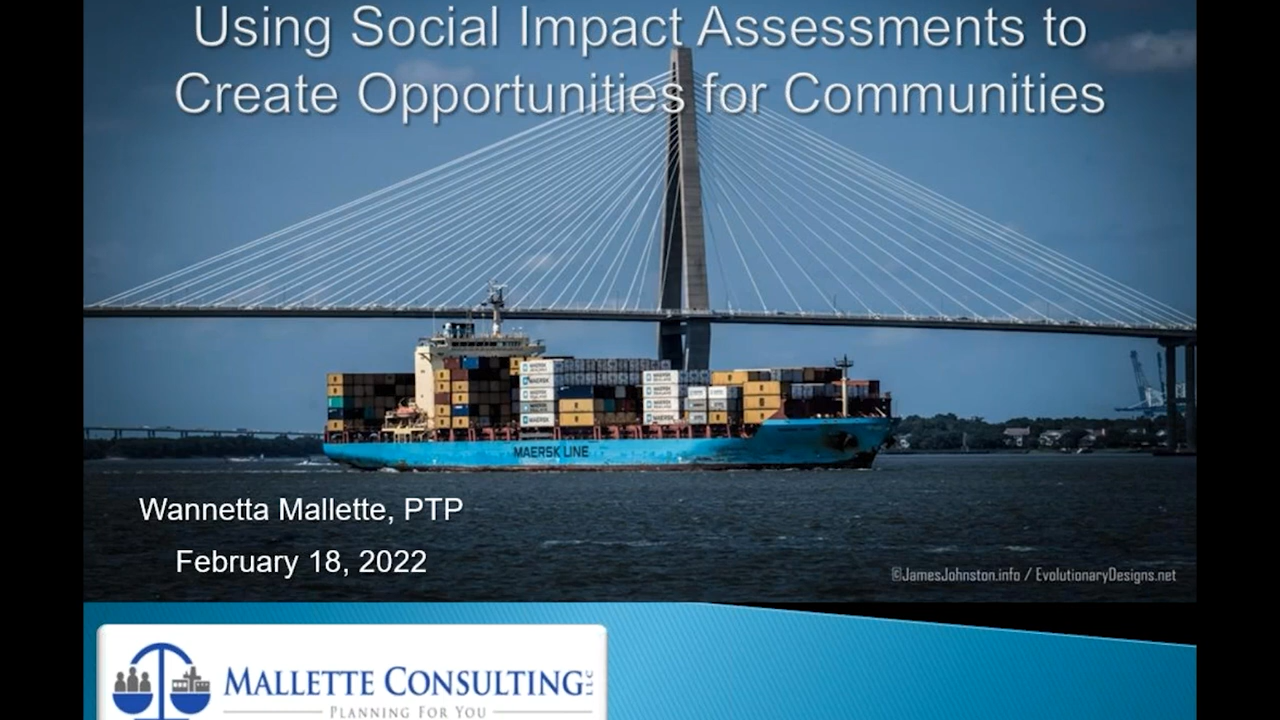 Using Social Impact Assessments to
Create Opportunities for Communities
MAERSK LINE
Wannetta Mallette, PTP
February 18, 2022
©JamesJohnston.info / EvolutionaryDesigns.net
MALLETTE CONSULTING LLC
PLANNING FOR YOU